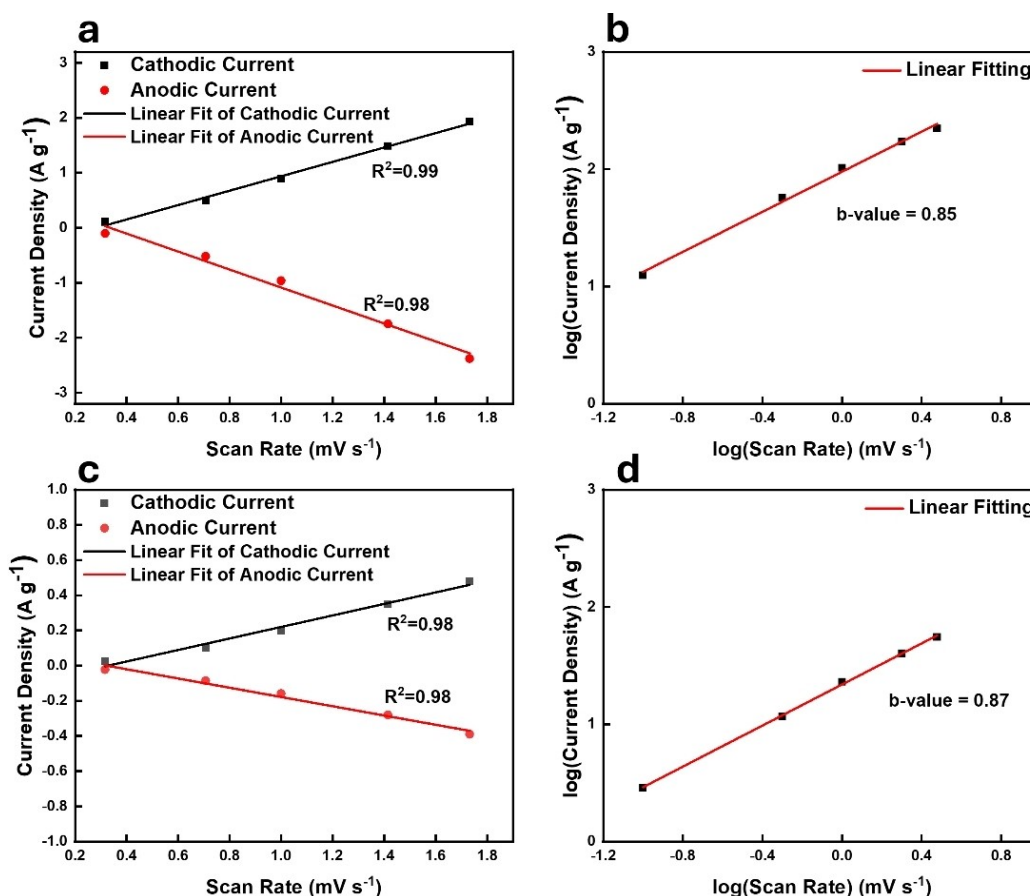 a
Cathodic Current
Anodic Current
Linear Fit of Cathodic Current
Linear Fit of Anodic Current
R²=0.99
R²=0.98
3
2
1
0
-1
-2
-3
Current Density (A g⁻¹)
0.2 0.4 0.6 0.8 1.0 1.2 1.4 1.6 1.8
Scan Rate (mV s⁻¹)
b
Linear Fitting
b-value = 0.85
3
2
1
0
log(Current Density) (A g⁻¹)
-1.2 -0.8 -0.4 0.0 0.4 0.8
log(Scan Rate) (mV s⁻¹)
c
Cathodic Current
Anodic Current
Linear Fit of Cathodic Current
Linear Fit of Anodic Current
R²=0.98
R²=0.98
1.0
0.8
0.6
0.4
0.2
0.0
-0.2
-0.4
-0.6
-0.8
-1.0
Current Density (A g⁻¹)
0.2 0.4 0.6 0.8 1.0 1.2 1.4 1.6 1.8
Scan Rate (mV s⁻¹)
d
Linear Fitting
b-value = 0.87
3
2
1
0
log(Current Density) (A g⁻¹)
-1.2 -0.8 -0.4 0.0 0.4 0.8
log(Scan Rate) (mV s⁻¹)